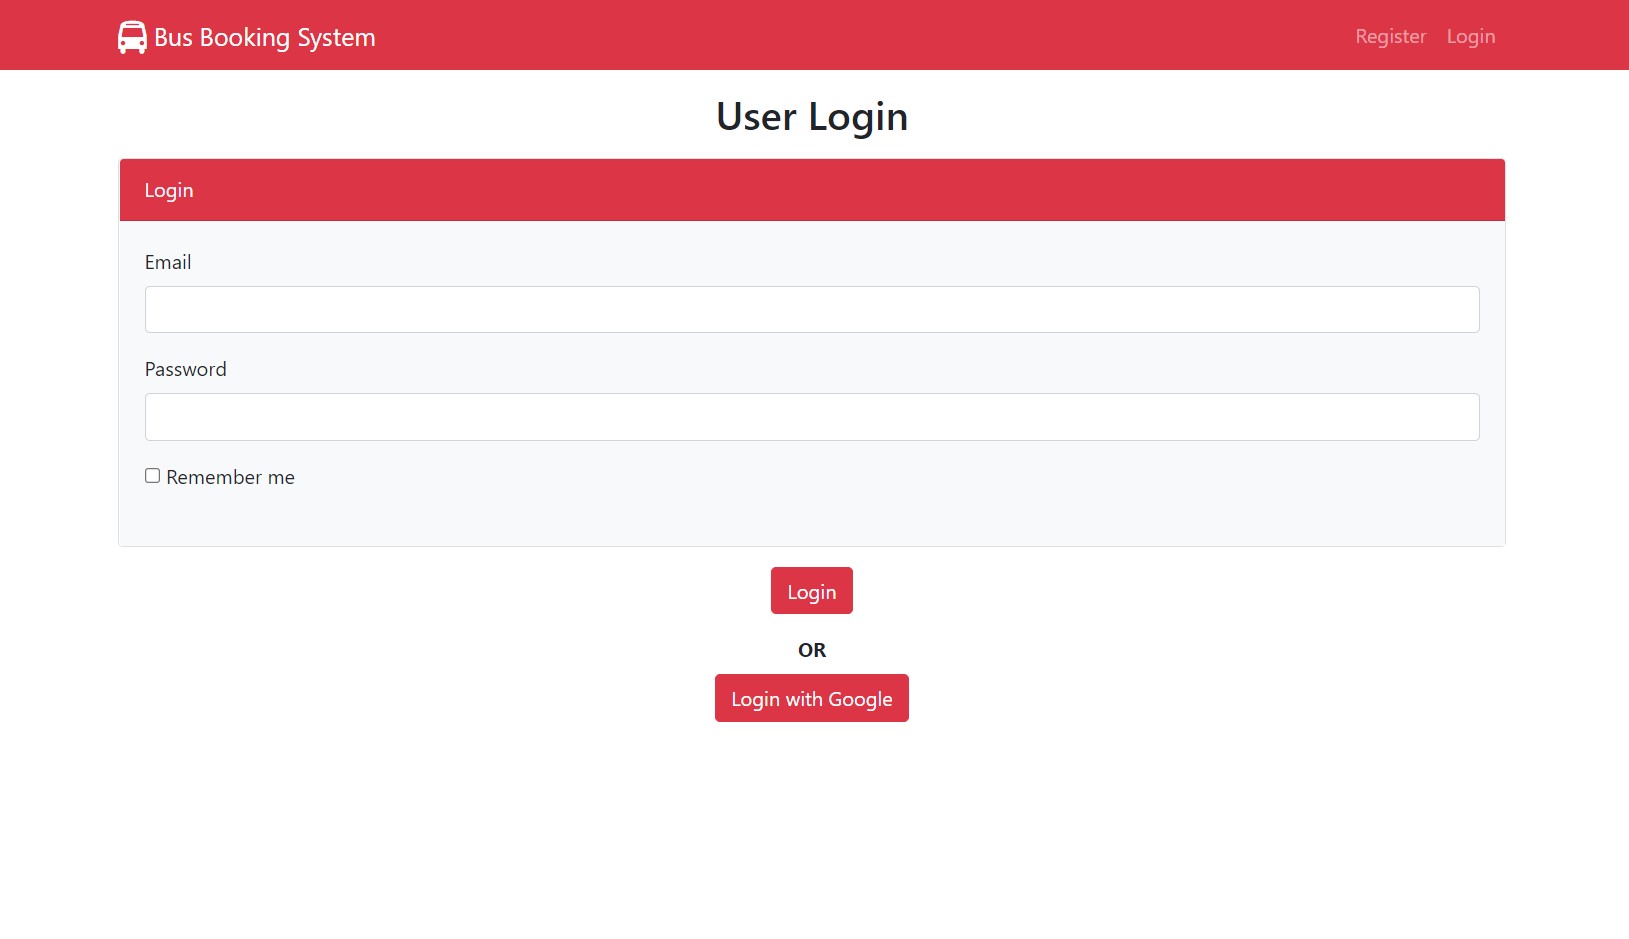 Bus Booking System
Register Login
User Login
Login
Email
Password
Remember me
Login
OR
Login with Google